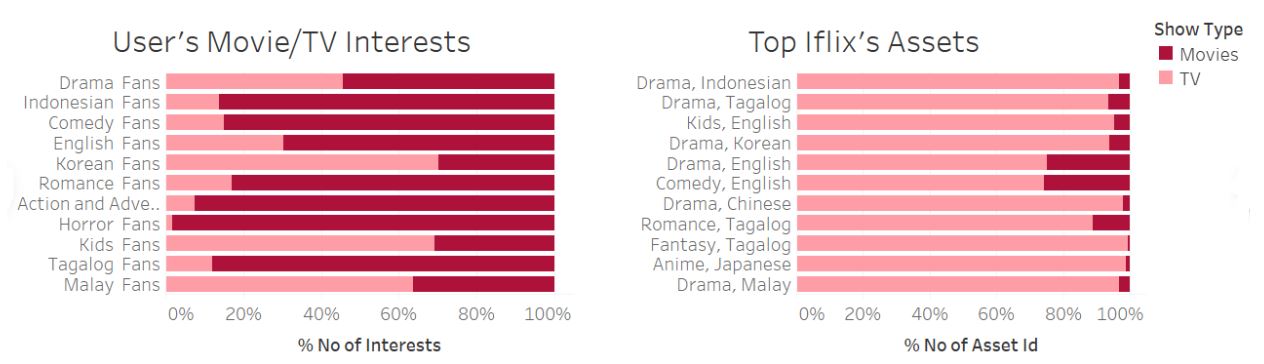 User's Movie/TV Interests
Drama Fans
Indonesian Fans
Comedy Fans
English Fans
Korean Fans
Romance Fans
Action and Adve..
Horror Fans
Kids Fans
Tagalog Fans
Malay Fans
0% 20% 40% 60% 80% 100%
% No of Interests
Top Iflix's Assets
Drama, Indonesian
Drama, Tagalog
Kids, English
Drama, Korean
Drama, English
Comedy, English
Drama, Chinese
Romance, Tagalog
Fantasy, Tagalog
Anime, Japanese
Drama, Malay
0% 20% 40% 60% 80% 100%
% No of Asset Id
Show Type
Movies
TV